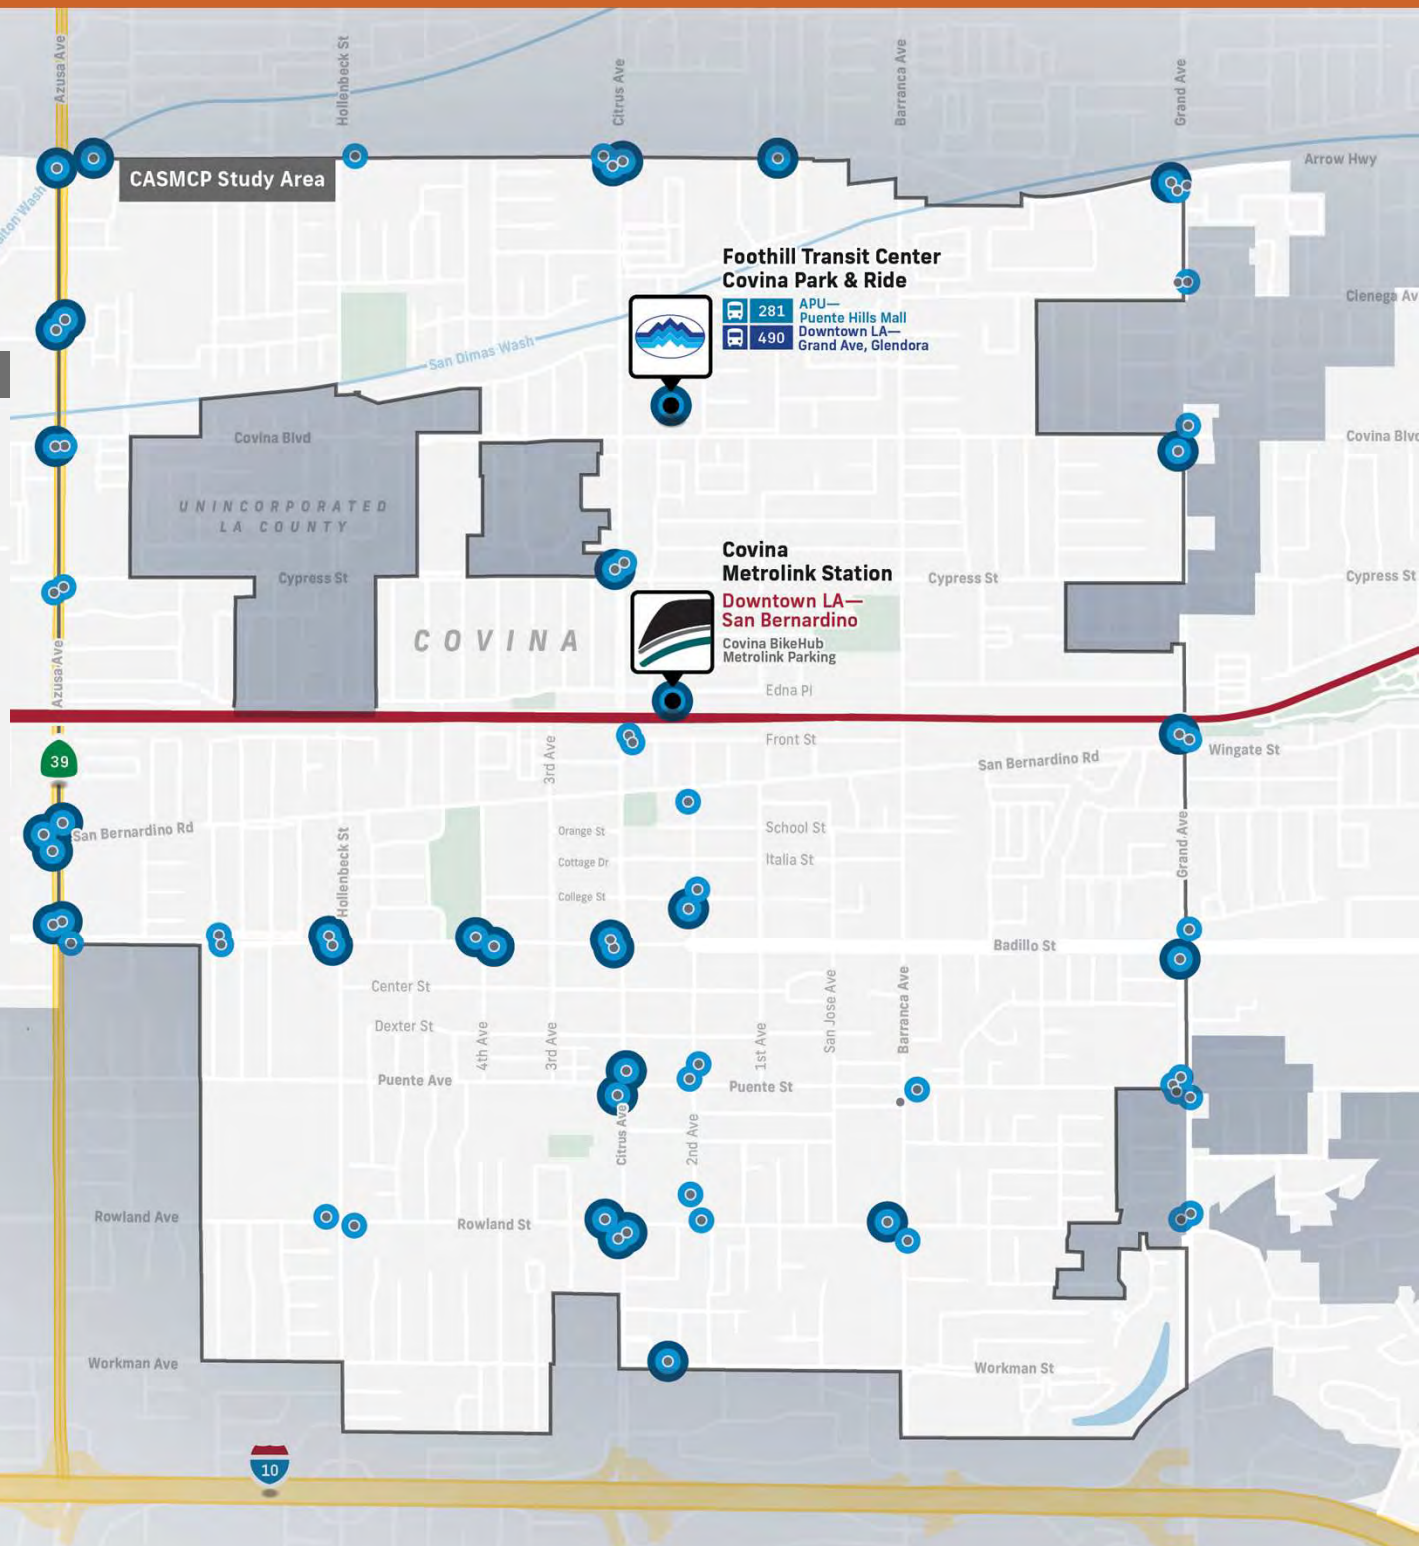 Azusa Ave
Hollenbeck St
Citrus Ave
Barranca Ave
Grand Ave
Arrow Hwy
CASMCP Study Area
Wash
Foothill Transit Center
Covina Park & Ride
281
APU—
Puente Hills Mall
490
Downtown LA—
Grand Ave, Glendora
Cienega Av
San Dimas Wash
Covina Blvd
Covina Blvd
UNINCORPORATED
LA COUNTY
Covina
Metrolink Station
Downtown LA—
San Bernardino
Covina BikeHub
Metrolink Parking
Cypress St
Cypress St
Cypress St
COVINA
Azusa Ave
Edna Pl
Front St
3rd Ave
San Bernardino Rd
Wingate St
39
San Bernardino Rd
Hollenbeck St
Orange St
School St
Cottage Dr
Italia St
College St
Grand Ave
Badillo St
Center St
Dexter St
4th Ave
3rd Ave
1st Ave
San Jose Ave
Barranca Ave
Puente Ave
Puente St
Citrus Ave
2nd Ave
Rowland Ave
Rowland St
Workman Ave
Workman St
10